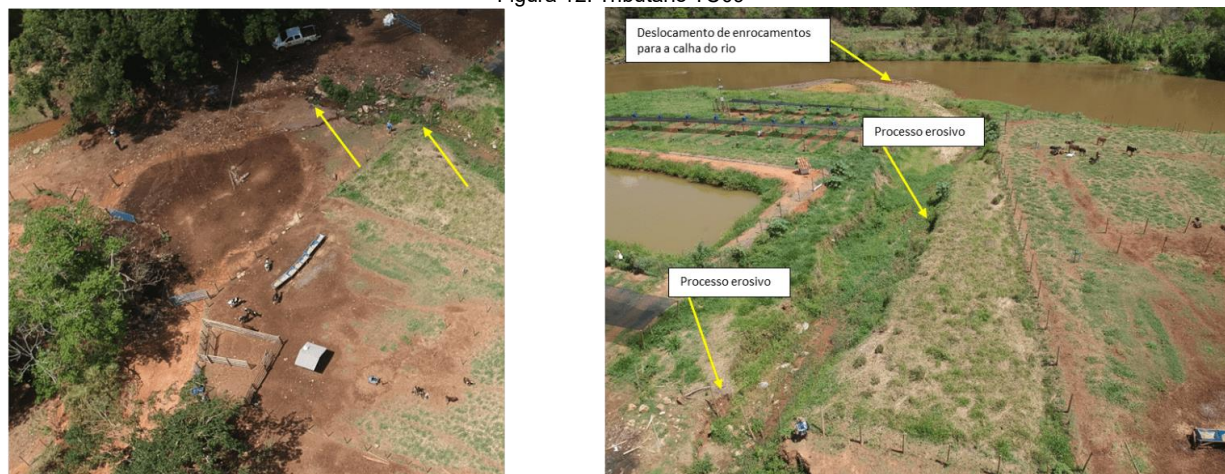 Deslocamento de enrocamentos
para a calha do rio
Processo erosivo
Processo erosivo